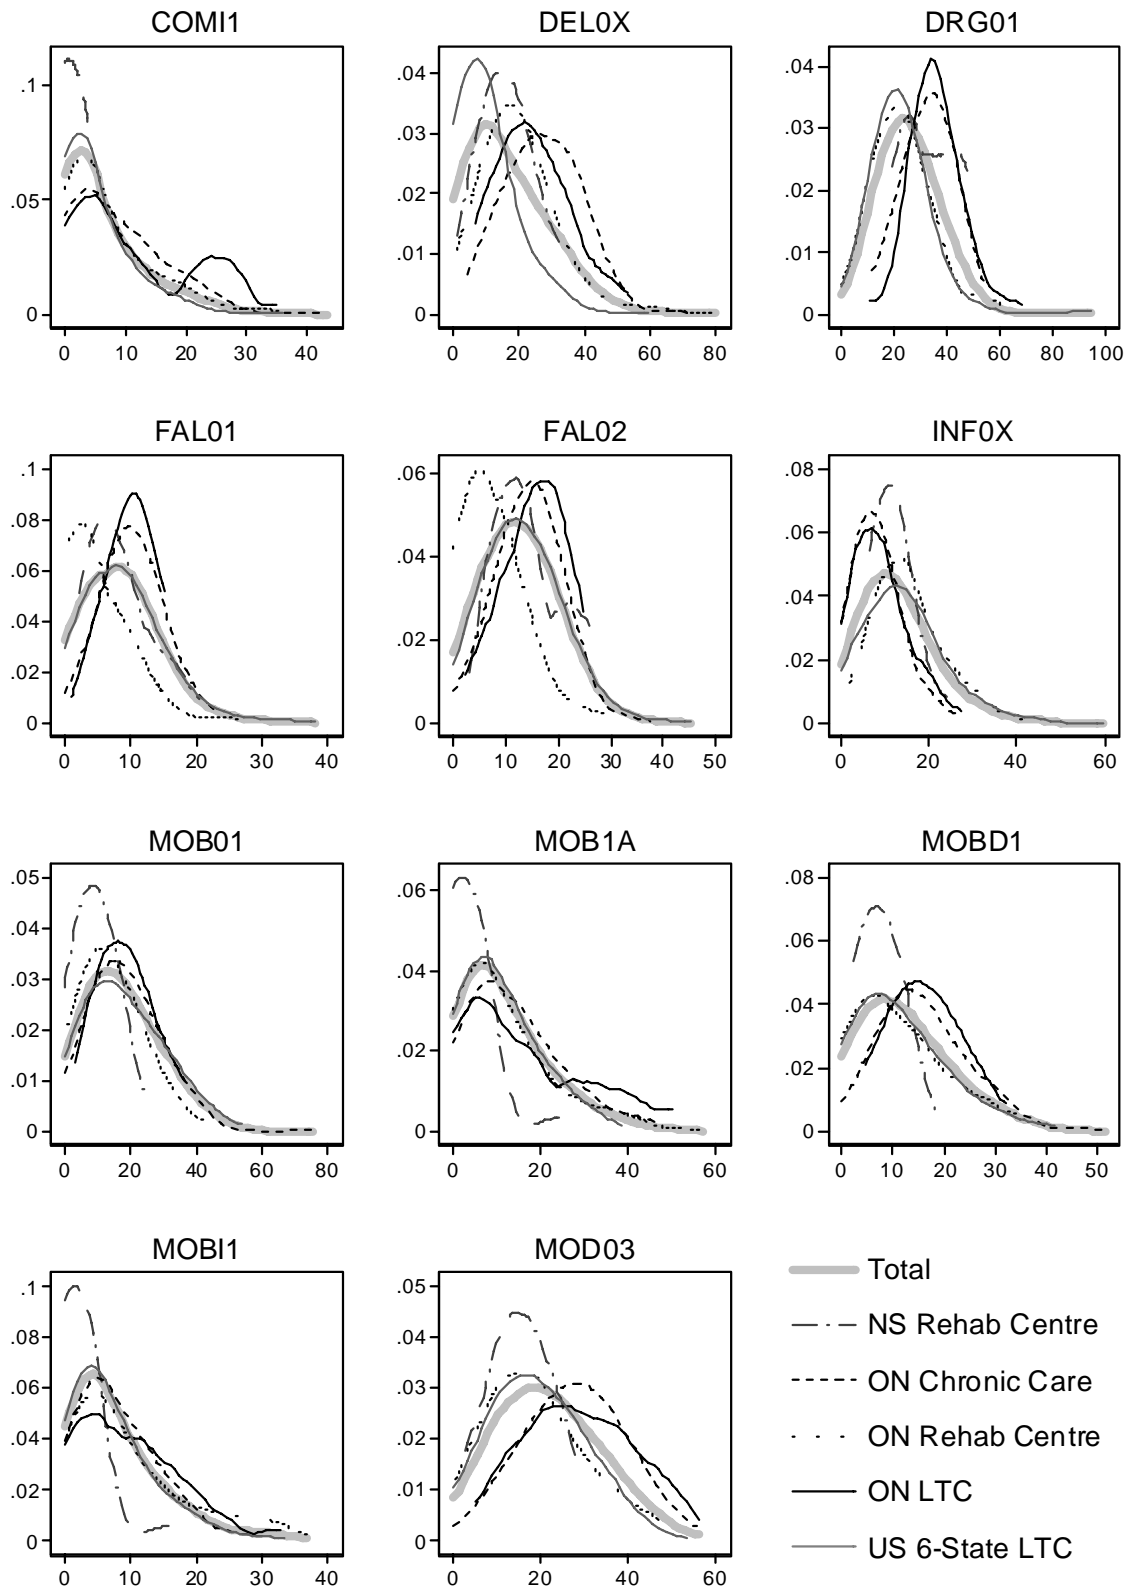 COMI1 DEL0X DRG01
.1 .04 .04
.03 .03
.05 .02 .02
.01 .01
0 0 0
0 10 20 30 40 0 20 40 60 80 0 20 40 60 80 100
FAL01 FAL02 INF0X
.1 .06 .08
.08 .06
.06 .04 .04
.04 .02 .02
.02
0 0 0
0 10 20 30 40 0 10 20 30 40 50 0 20 40 60
MOB01 MOB1A MOBD1
.05 .06 .08
.04 .06
.03 .04 .04
.02 .02 .02
.01
0 0 0
0 20 40 60 80 0 20 40 60 0 10 20 30 40 50
MOBI1 MOD03
.1 .05
.08 .04
.06 .03
.04 .02
.02 .01
0 0
0 10 20 30 40 0 20 40 60
Total
NS Rehab Centre
ON Chronic Care
ON Rehab Centre
ON LTC
US 6-State LTC